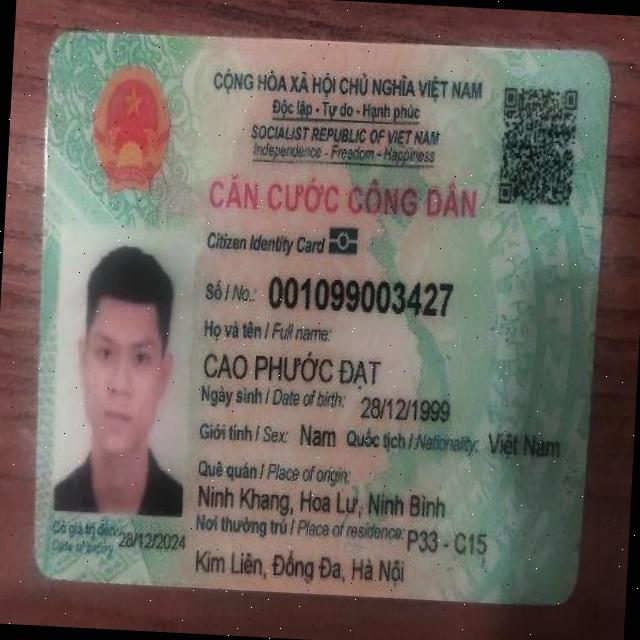 CỘNG HÒA XÃ HỘI CHỦ NGHĨA VIỆT NAM
Độc lập - Tự do - Hạnh phúc
SOCIALIST REPUBLIC OF VIET NAM
Independence - Freedom - Happiness
CĂN CƯỚC CÔNG DÂN
Citizen Identity Card
Số / No.: 001099003427
Họ và tên / Full name:
CAO PHƯỚC ĐẠT
Ngày sinh / Date of birth: 28/12/1999
Giới tính / Sex: Nam Quốc tịch / Nationality: Việt Nam
Quê quán / Place of origin:
Ninh Khang, Hoa Lư, Ninh Bình
Nơi thường trú / Place of residence: P33 - C15
Kim Liên, Đống Đa, Hà Nội
Có giá trị đến: 28/12/2024
Date of expiry